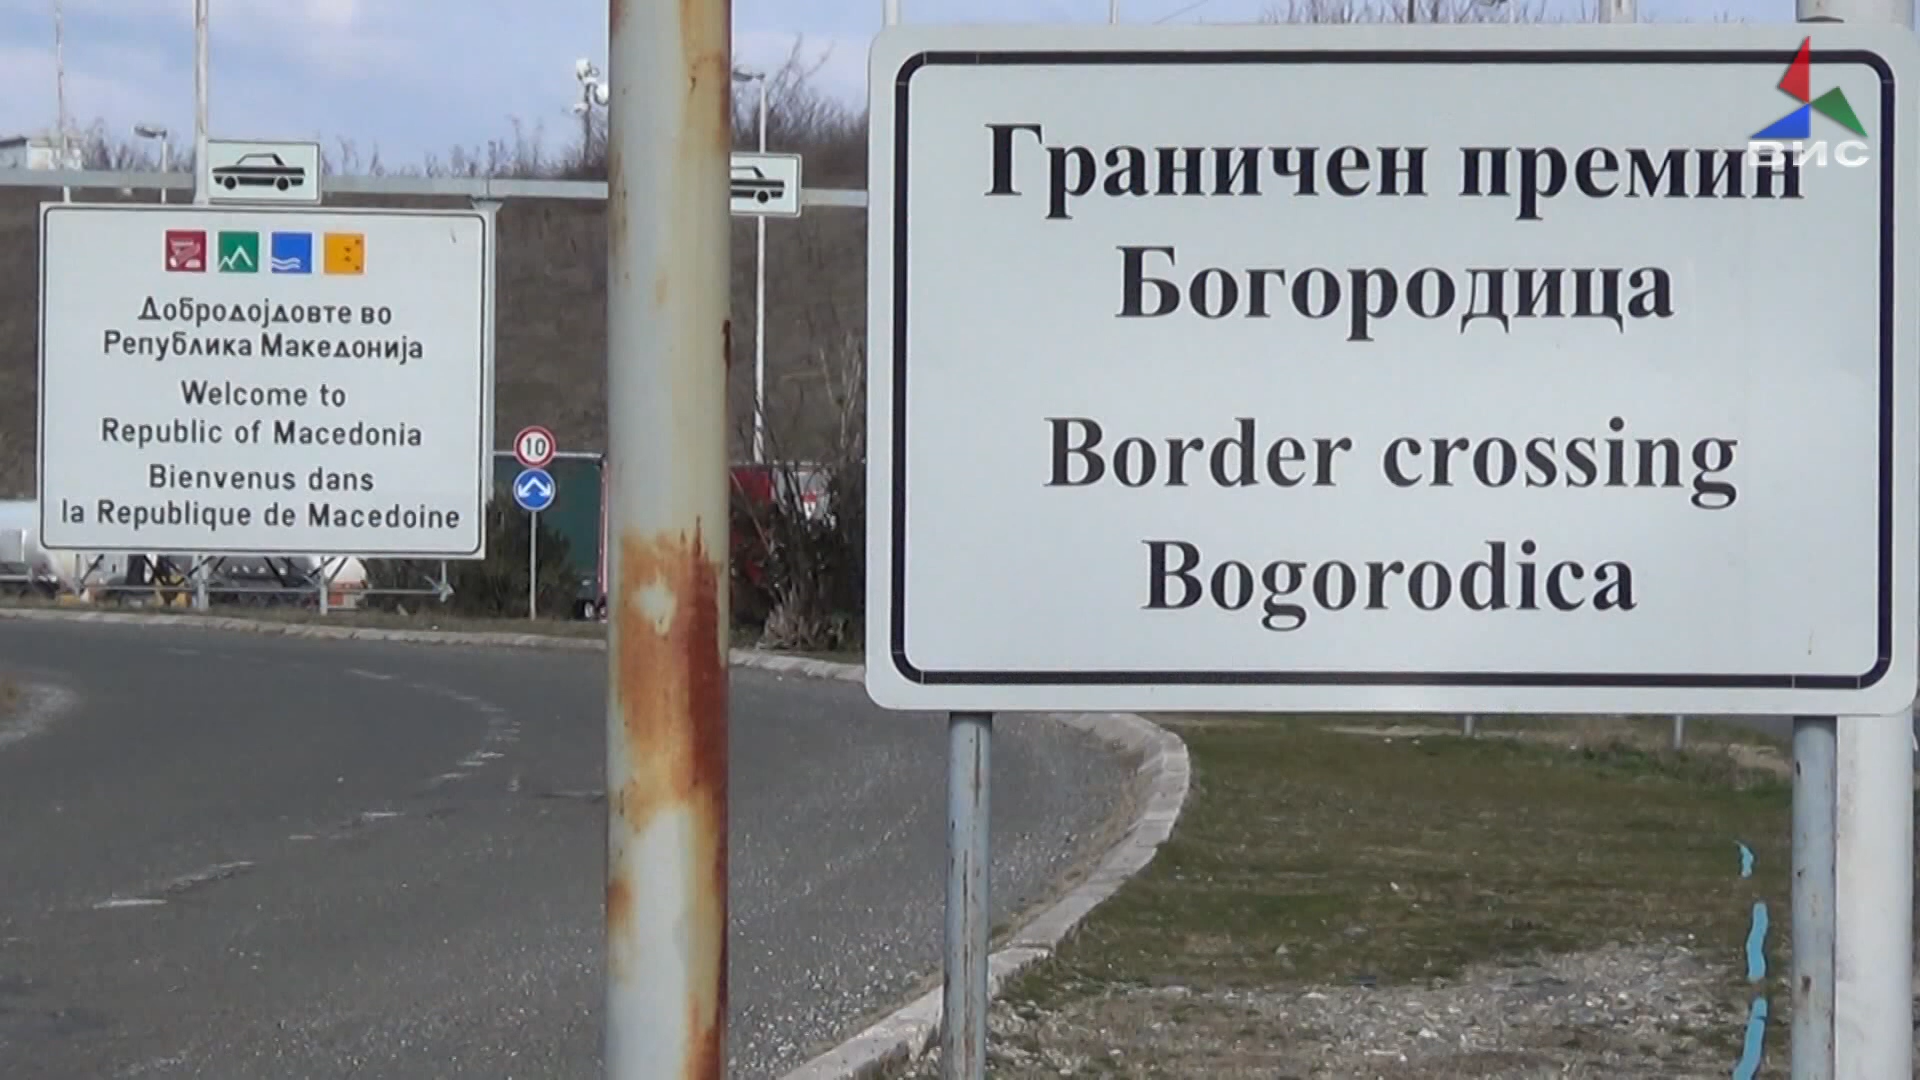 Добродојдовте во
Република Македонија
Welcome to
Republic of Macedonia
Bienvenus dans
la Republique de Macedoine
10
Граничен премин
Богородица
Border crossing
Bogorodica
ВИС